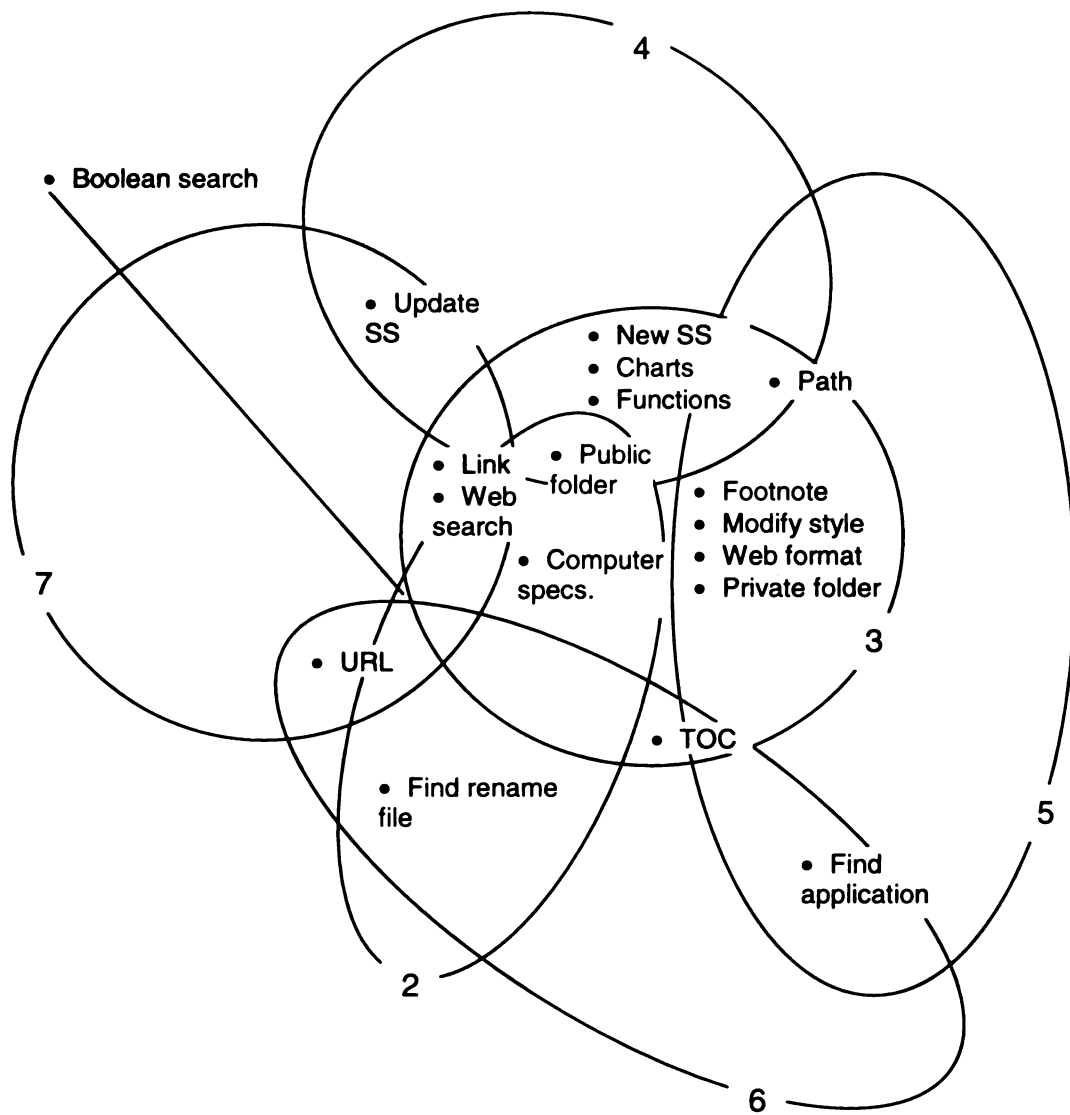 4
• Boolean search
• Update
SS
• New SS
• Charts
• Functions
• Path
• Link
• Web
search
• Public
folder
• Footnote
• Modify style
• Web format
• Private folder
• Computer
specs.
7
3
• URL
• TOC
• Find rename
file
5
• Find
application
2
6